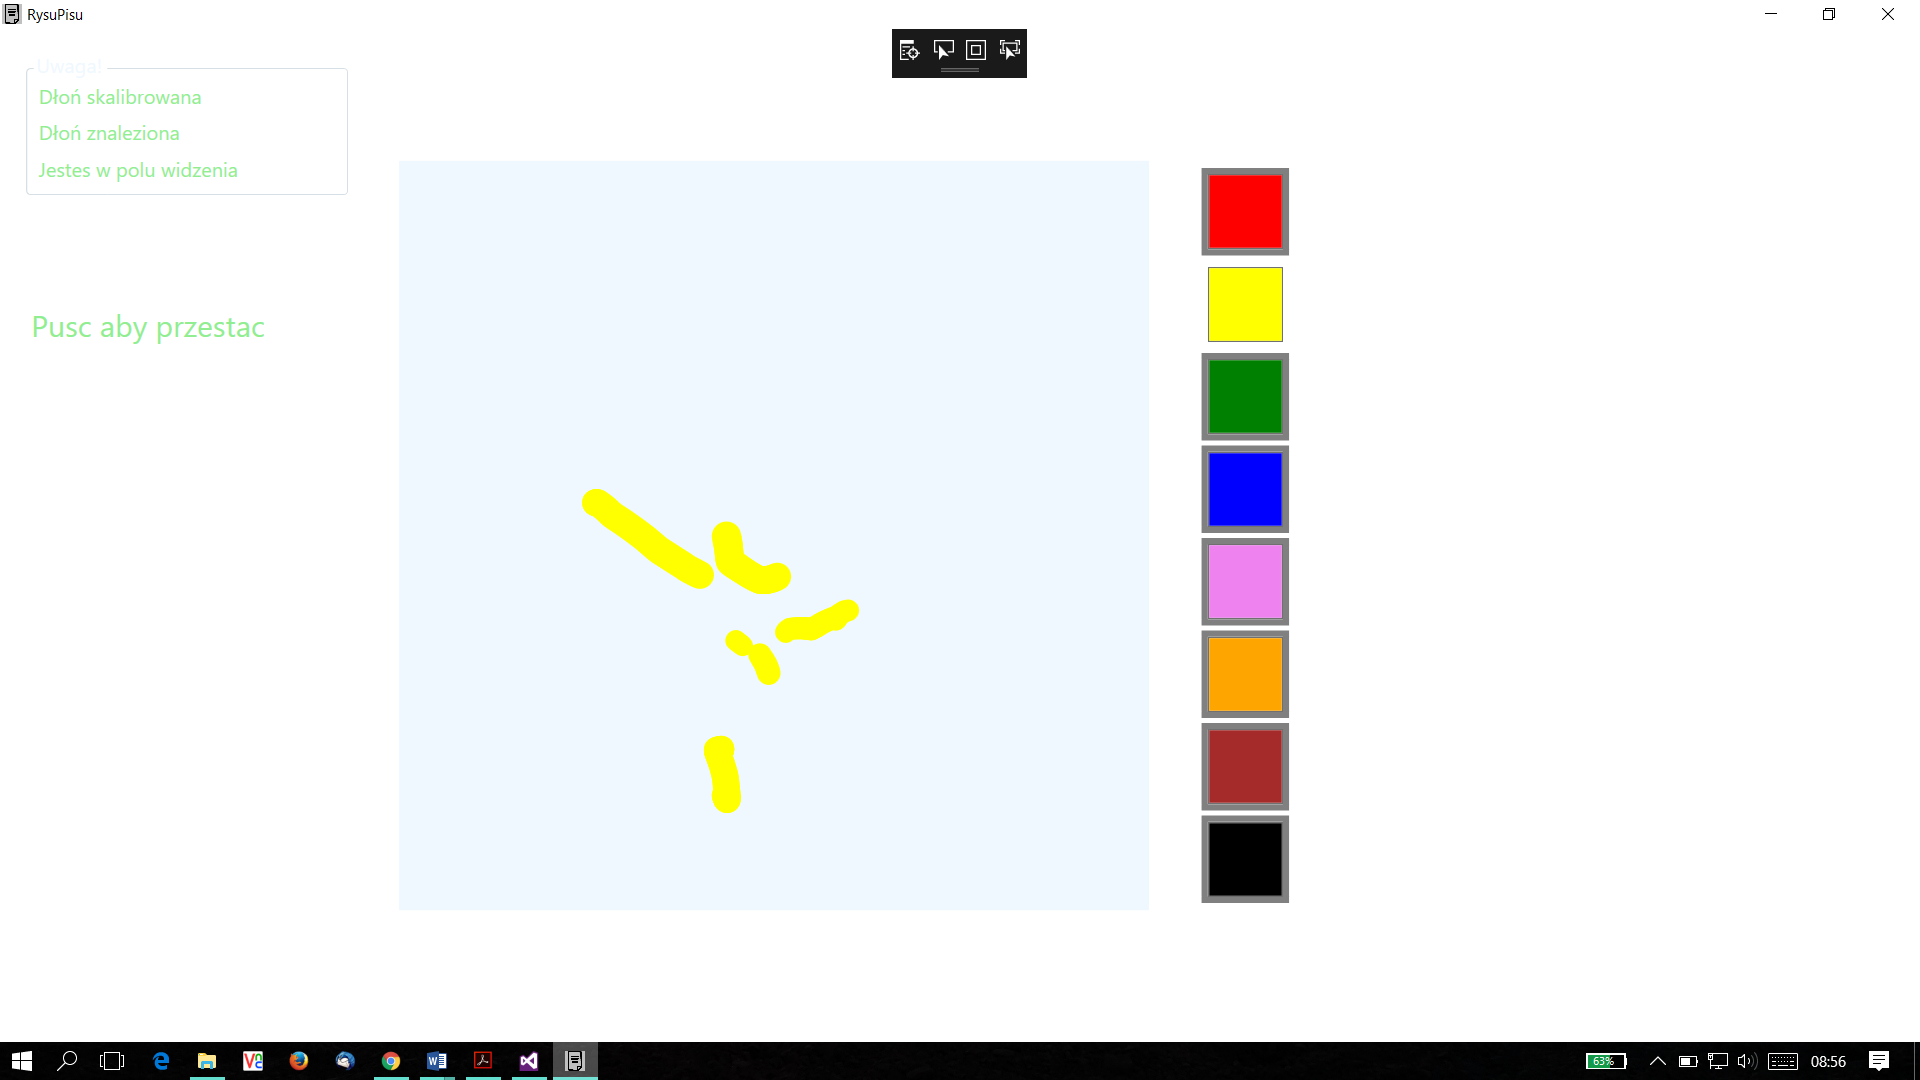 RysuPisu
Uwaga!
Dłoń skalibrowana
Dłoń znaleziona
Jestes w polu widzenia
Pusc aby przestac
63%
08:56